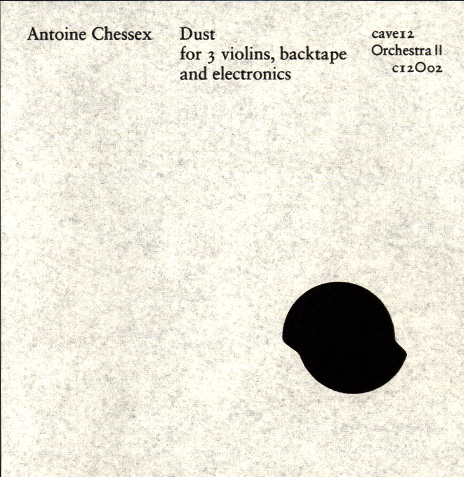 Antoine Chessex
Dust
for 3 violins, backtape
and electronics
cave12
Orchestra II
c12O02